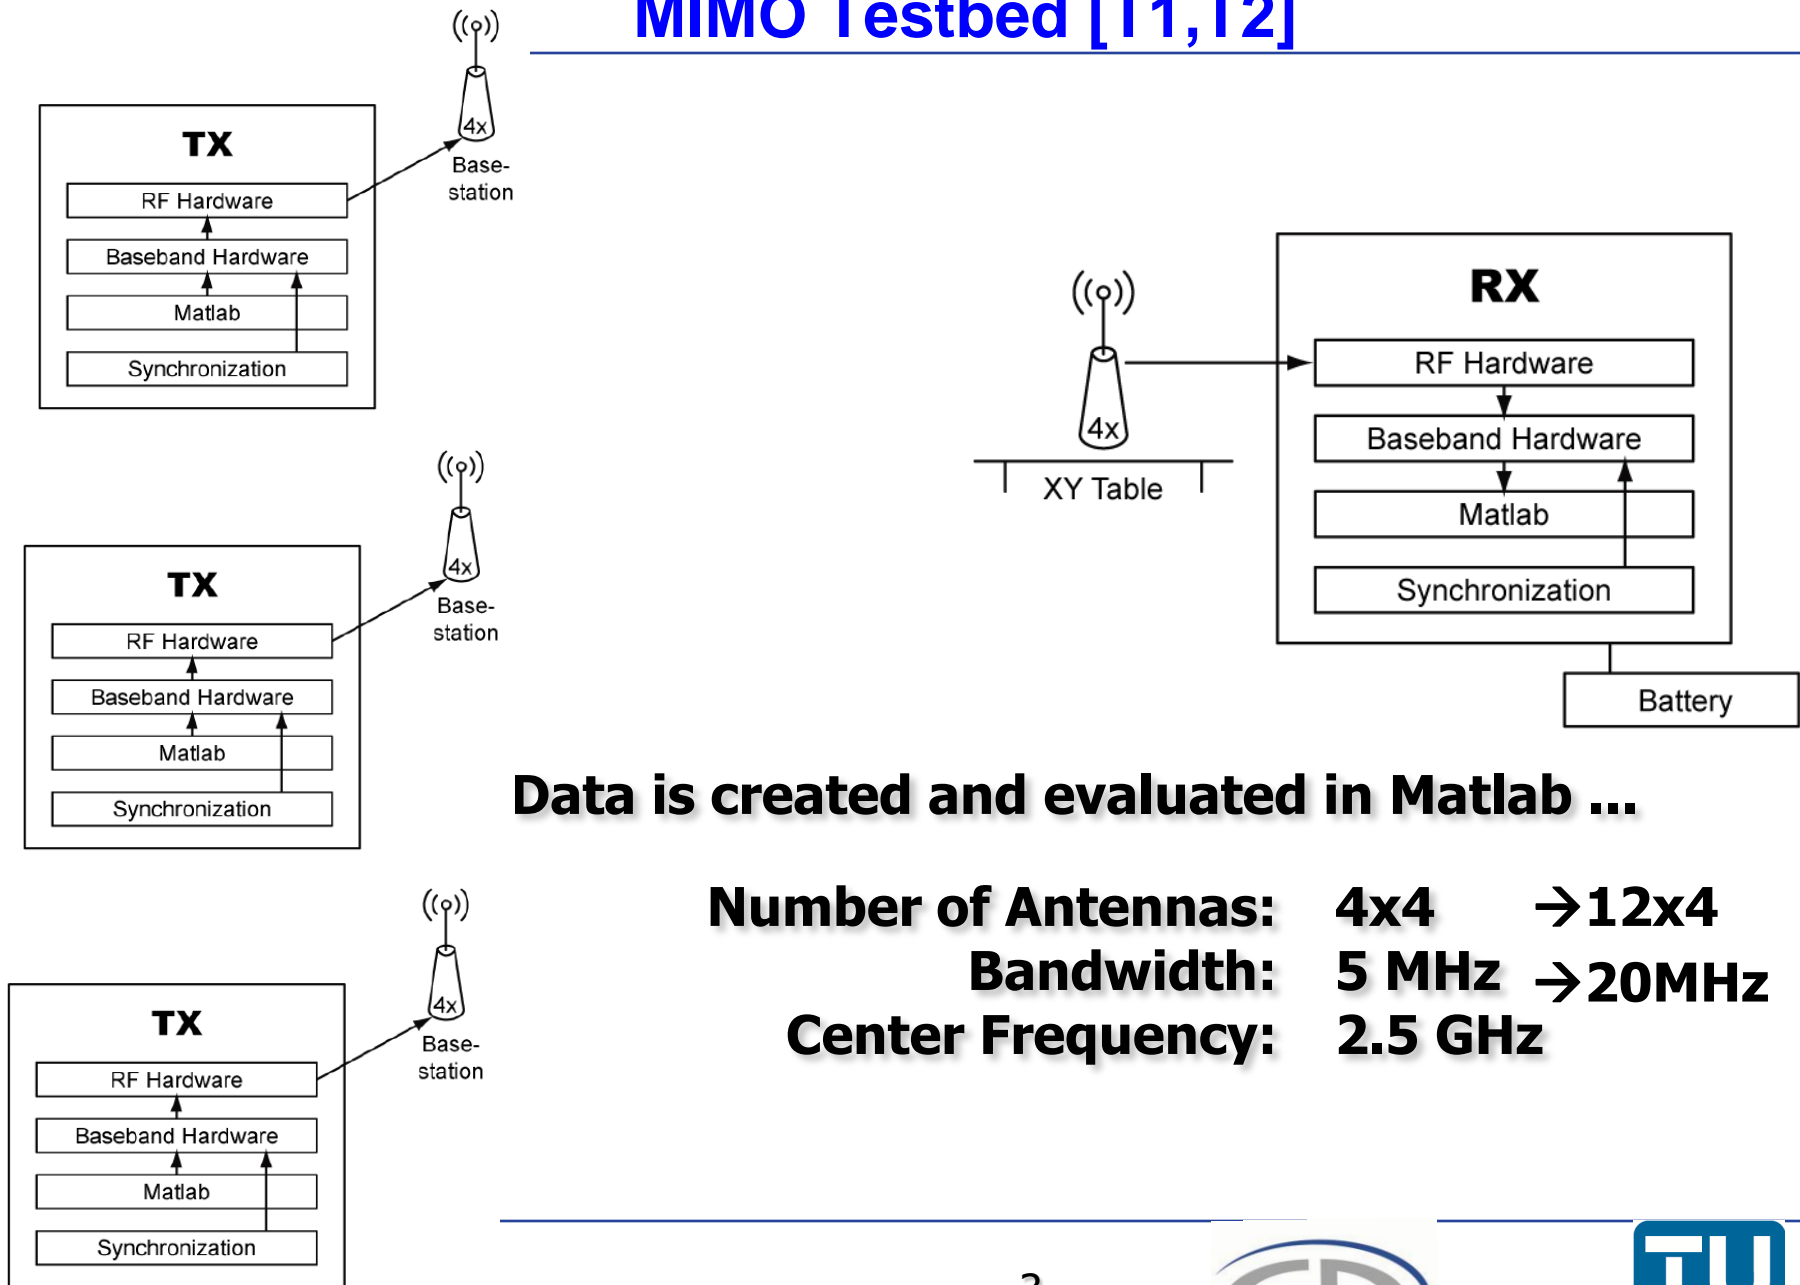 MIMO Testbed [T1,T2]
TX
RF Hardware
Baseband Hardware
Matlab
Synchronization
4x
Base-
station
TX
RF Hardware
Baseband Hardware
Matlab
Synchronization
4x
Base-
station
TX
RF Hardware
Baseband Hardware
Matlab
Synchronization
4x
Base-
station
4x
XY Table
RX
RF Hardware
Baseband Hardware
Matlab
Synchronization
Battery
Data is created and evaluated in Matlab ...
Number of Antennas: 4x4 →12x4
Bandwidth: 5 MHz →20MHz
Center Frequency: 2.5 GHz